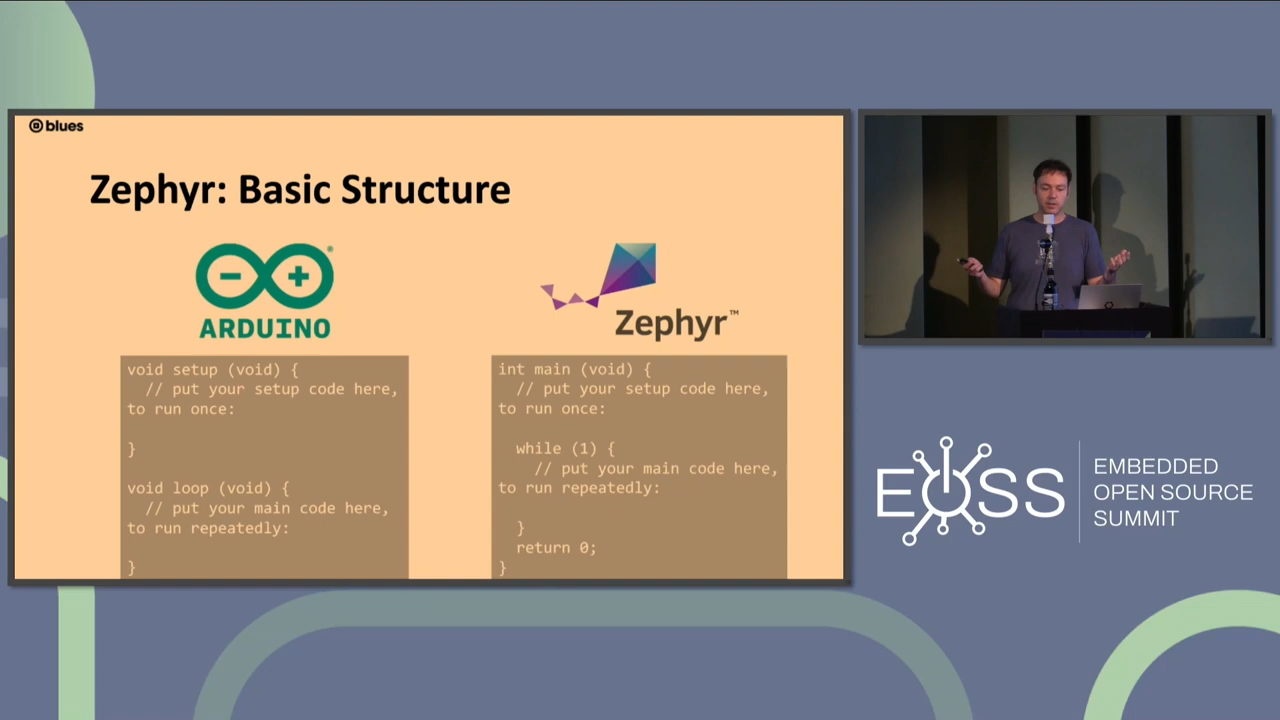 blues
Zephyr: Basic Structure
ARDUINO
Zephyr™
void setup (void) {
  // put your setup code here,
to run once:
}
void loop (void) {
  // put your main code here,
to run repeatedly:
}
int main (void) {
  // put your setup code here,
to run once:
  while (1) {
    // put your main code here,
to run repeatedly:
  }
  return 0;
}
EOSS
EMBEDDED
OPEN SOURCE
SUMMIT